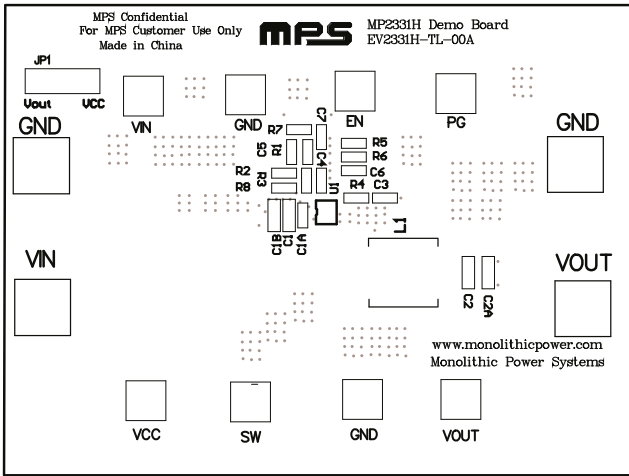 MPS Confidential
For MPS Customer Use Only
Made in China
MPS
MP2331H Demo Board
EV2331H-TL-00A
JP1
Vout
VCC
VIN
GND
EN
PG
GND
GND
C7
R7
C5
R1
C4
R5
R6
C6
R2
R8
R3
U1
R4
C3
C1B
C1
C1A
L1
VIN
VOUT
C2
C2A
www.monolithicpower.com
Monolithic Power Systems
VCC
SW
GND
VOUT